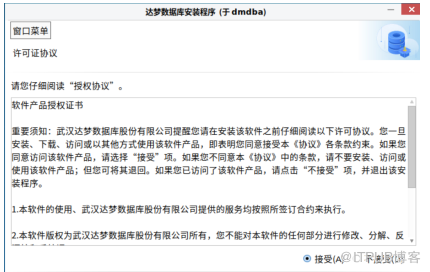 达梦数据库安装程序 (于 dmdba)
窗口菜单
许可证协议
请您仔细阅读“授权协议”。
软件产品授权证书
重要须知：武汉达梦数据库股份有限公司提醒您请在安装该软件之前仔细阅读以下许可协议。您一旦
安装、下载、访问或以其他方式使用该软件产品，即表明您同意接受本《协议》各条款约束。如果您
同意访问该软件产品，请选择“接受”项。如果您不同意本《协议》中的条款，请不要安装、访问或
使用该软件产品；但您可将其退回。如果您已访问了该软件产品，请点击“不接受”项，并退出该安
装程序。
1.本软件的使用、武汉达梦数据库股份有限公司提供的服务均按照所签订合约来执行。
2.本软件版权为武汉达梦数据库股份有限公司所有，您不能对本软件的任何部分进行修改、分解、反
接受(A)